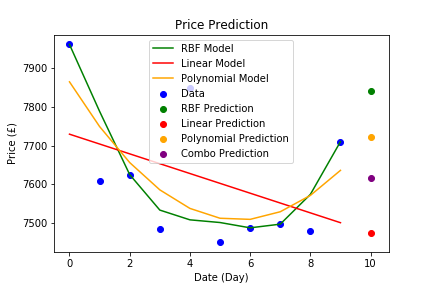 Price Prediction
RBF Model
Linear Model
Polynomial Model
Data
RBF Prediction
Linear Prediction
Polynomial Prediction
Combo Prediction
Price (£)
7900
7800
7700
7600
7500
0 2 4 6 8 10
Date (Day)